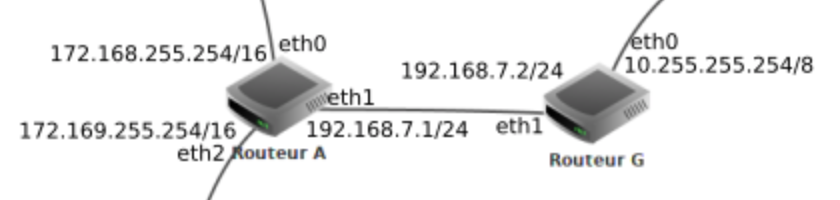 eth0
172.168.255.254/16
eth0
10.255.255.254/8
192.168.7.2/24
eth1
172.169.255.254/16
192.168.7.1/24
eth1
eth2
Routeur A
Routeur G